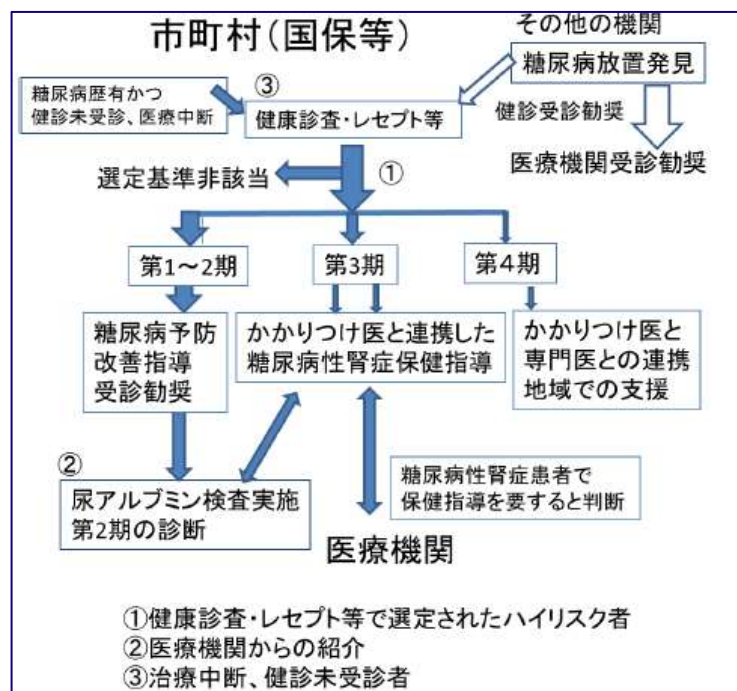 市町村(国保等)
その他の機関
糖尿病放置発見
③
糖尿病歴有かつ
健診未受診、医療中断
健康診査・レセプト等
健診受診勧奨
医療機関受診勧奨
選定基準非該当
①
第1～2期
第3期
第4期
糖尿病予防
改善指導
受診勧奨
かかりつけ医と連携した
糖尿病性腎症保健指導
かかりつけ医と
専門医との連携
地域での支援
②
尿アルブミン検査実施
第2期の診断
糖尿病性腎症患者で
保健指導を要すると判断
医療機関
①健康診査・レセプト等で選定されたハイリスク者
②医療機関からの紹介
③治療中断、健診未受診者